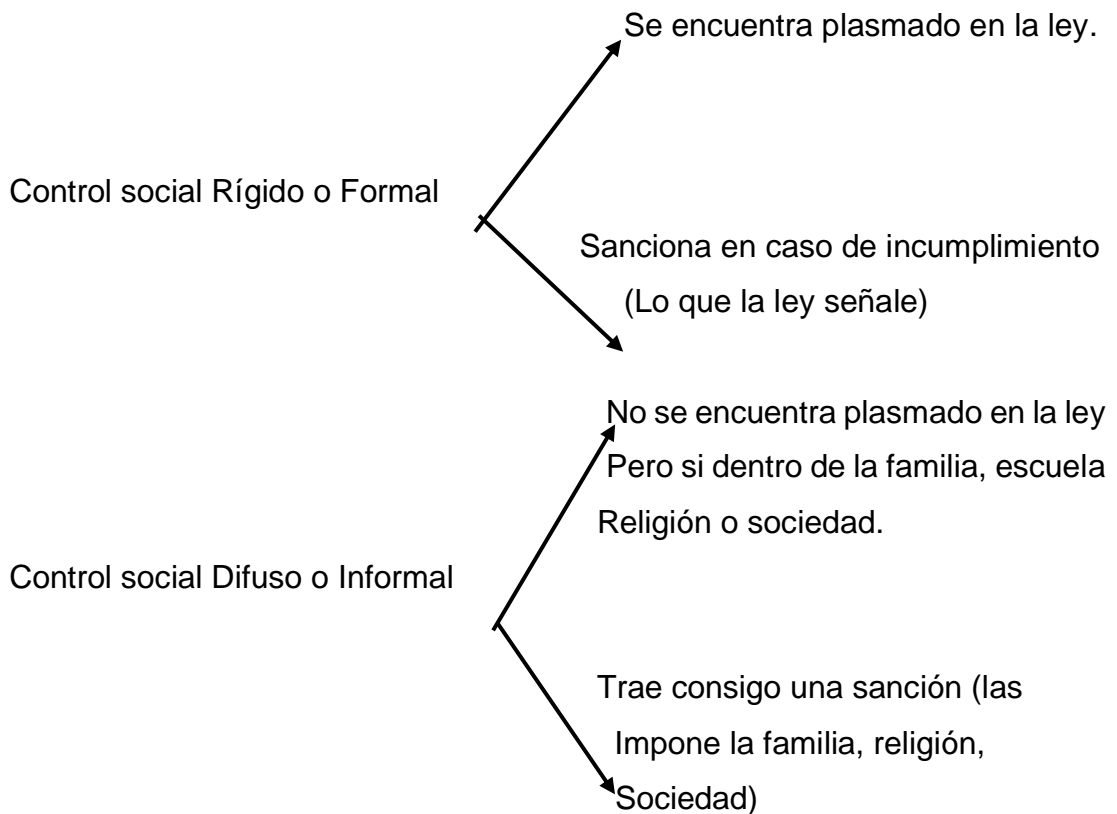 Se encuentra plasmado en la ley.
Control social Rígido o Formal
Sanciona en caso de incumplimiento
(Lo que la ley señale)
No se encuentra plasmado en la ley
Pero si dentro de la familia, escuela
Religión o sociedad.
Control social Difuso o Informal
Trae consigo una sanción (las
Impone la familia, religión,
Sociedad)